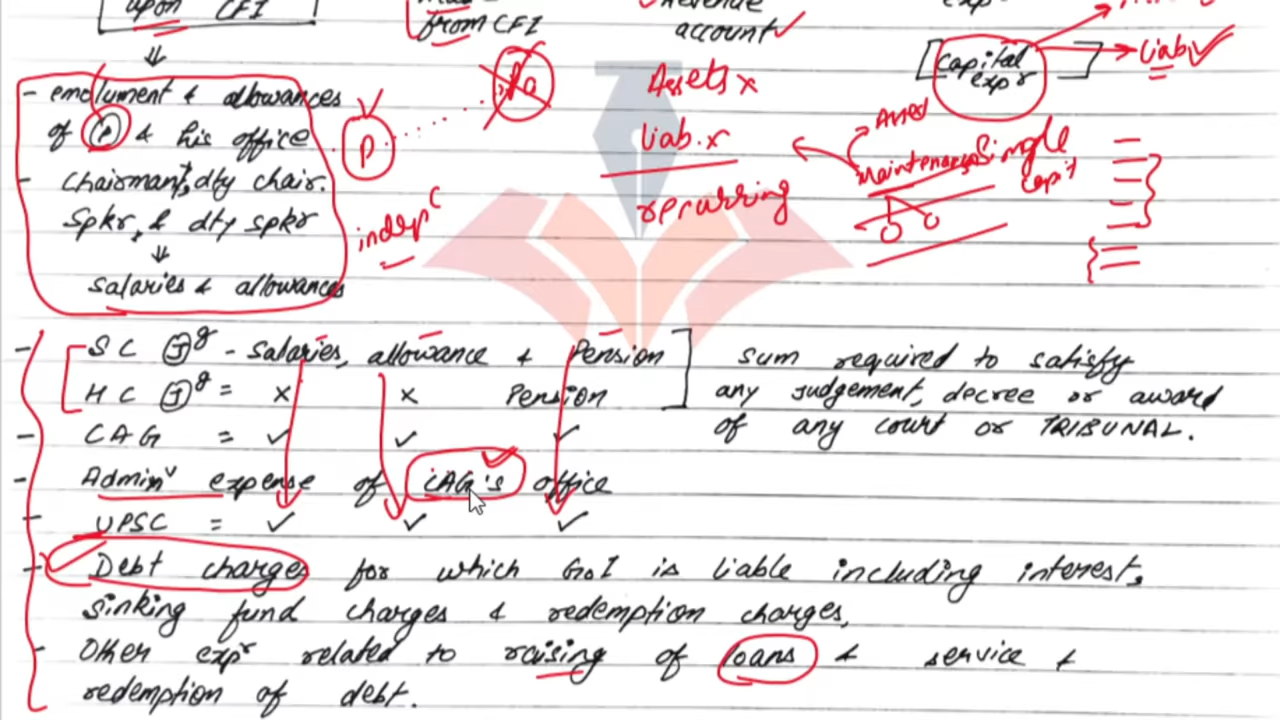 upon CFI
from CFI
Revenue
account
[capital
expr]
Liab.
- emolument & allowances
of (P) & his office
- Chairman, dty chair.
Spkr, & dty spkr
salaries & allowances
P
indep
Assets x
liab. x
recurring
Asset
maintenance
Single
- SC (J)g - Salaries, allowance & Pension
HC (J)g = x x Pension
sum required to satisfy
any judgement, decree or award
of any court or TRIBUNAL.
- CAG = ✓ ✓ ✓
- Adminv expense of CAG's office
- UPSC = ✓ ✓ ✓
- Debt charges for which GoI is liable including interest,
sinking fund charges & redemption charges,
- Other expr related to raising of loans & service &
redemption of debt.